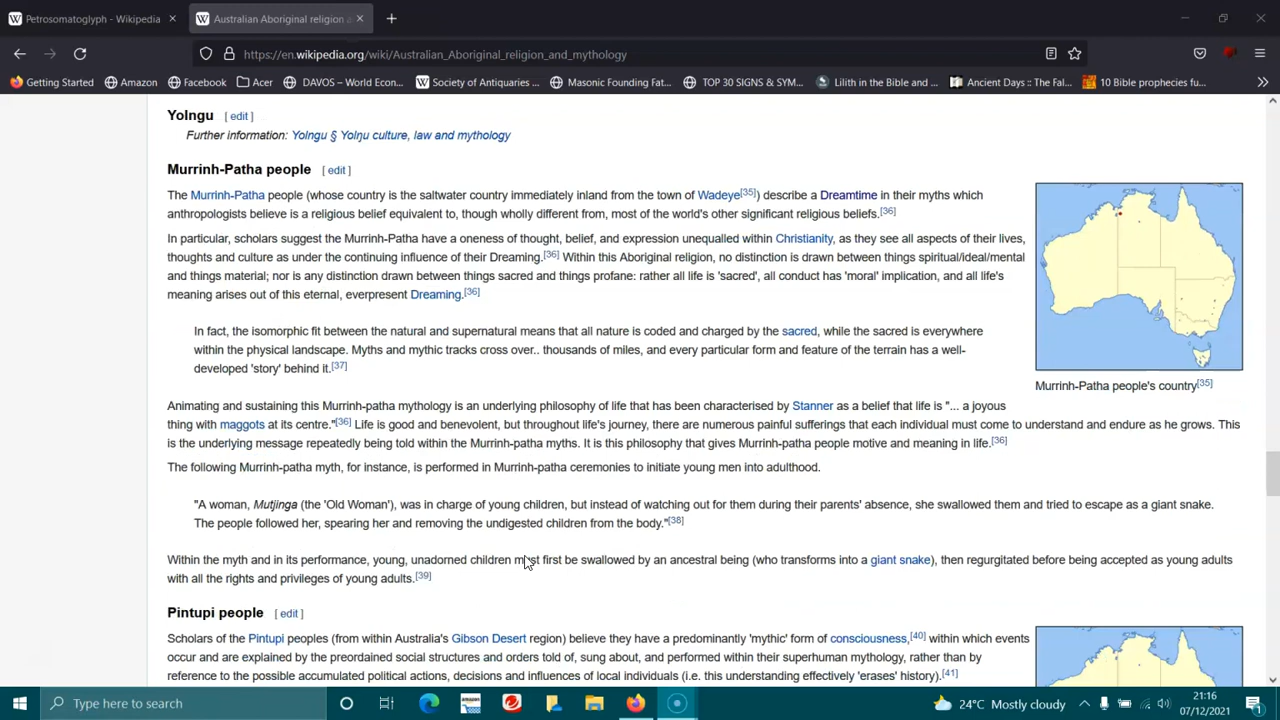 Petrosomatoglyph - Wikipedia
Australian Aboriginal religion a
https://en.wikipedia.org/wiki/Australian_Aboriginal_religion_and_mythology
Getting Started Amazon Facebook Acer DAVOS – World Econ... Society of Antiquaries ... Masonic Founding Fat... TOP 30 SIGNS & SYM... Lilith in the Bible and ... Ancient Days :: The Fal... 10 Bible prophecies fu...
Yolngu [ edit ]
Further information: Yolngu § Yolŋu culture, law and mythology
Murrinh-Patha people [ edit ]
The Murrinh-Patha people (whose country is the saltwater country immediately inland from the town of Wadeye[35]) describe a Dreamtime in their myths which
anthropologists believe is a religious belief equivalent to, though wholly different from, most of the world's other significant religious beliefs.[36]
In particular, scholars suggest the Murrinh-Patha have a oneness of thought, belief, and expression unequalled within Christianity, as they see all aspects of their lives,
thoughts and culture as under the continuing influence of their Dreaming.[36] Within this Aboriginal religion, no distinction is drawn between things spiritual/ideal/mental
and things material; nor is any distinction drawn between things sacred and things profane: rather all life is 'sacred', all conduct has 'moral' implication, and all life's
meaning arises out of this eternal, everpresent Dreaming.[36]
In fact, the isomorphic fit between the natural and supernatural means that all nature is coded and charged by the sacred, while the sacred is everywhere
within the physical landscape. Myths and mythic tracks cross over.. thousands of miles, and every particular form and feature of the terrain has a well-
developed 'story' behind it.[37]
Murrinh-Patha people's country[35]
Animating and sustaining this Murrinh-patha mythology is an underlying philosophy of life that has been characterised by Stanner as a belief that life is "... a joyous
thing with maggots at its centre."[36] Life is good and benevolent, but throughout life's journey, there are numerous painful sufferings that each individual must come to understand and endure as he grows. This
is the underlying message repeatedly being told within the Murrinh-patha myths. It is this philosophy that gives Murrinh-patha people motive and meaning in life.[36]
The following Murrinh-patha myth, for instance, is performed in Murrinh-patha ceremonies to initiate young men into adulthood.
"A woman, Mutjinga (the 'Old Woman'), was in charge of young children, but instead of watching out for them during their parents' absence, she swallowed them and tried to escape as a giant snake.
The people followed her, spearing her and removing the undigested children from the body."[38]
Within the myth and in its performance, young, unadorned children must first be swallowed by an ancestral being (who transforms into a giant snake), then regurgitated before being accepted as young adults
with all the rights and privileges of young adults.[39]
Pintupi people [ edit ]
Scholars of the Pintupi peoples (from within Australia's Gibson Desert region) believe they have a predominantly 'mythic' form of consciousness,[40] within which events
occur and are explained by the preordained social structures and orders told of, sung about, and performed within their superhuman mythology, rather than by
reference to the possible accumulated political actions, decisions and influences of local individuals (i.e. this understanding effectively 'erases' history).[41]
Type here to search
24°C Mostly cloudy
21:16
07/12/2021